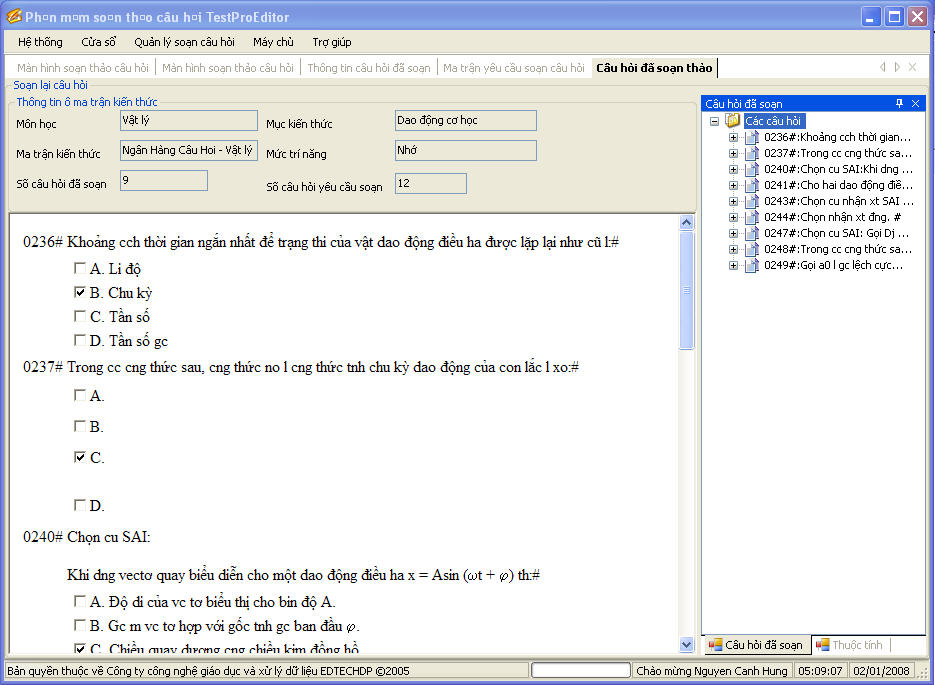 Ph¤n m¤m so¤n th¤o câu h¤i TestProEditor
Hệ thống Cửa sổ Quản lý soạn câu hỏi Máy chủ Trợ giúp
Màn hình soạn thảo câu hỏi Màn hình soạn thảo câu hỏi Thông tin câu hỏi đã soạn Ma trận yêu cầu soạn câu hỏi Câu hỏi đã soạn thảo
Soạn lại câu hỏi
Thông tin ô ma trận kiến thức
Môn học Vật lý Mục kiến thức Dao động cơ học
Ma trận kiến thức Ngân Hàng Câu Hoi - Vật lý Mức trí năng Nhớ
Số câu hỏi đã soạn 9 Số câu hỏi yêu cầu soạn 12
0236# Khoảng cch thời gian ngắn nhất để trạng thi của vật dao động điều ha được lặp lại như cũ l:#
A. Li độ
B. Chu kỳ
C. Tần số
D. Tần số gc
0237# Trong cc cng thức sau, cng thức no l cng thức tnh chu kỳ dao động của con lắc l xo:#
A.
B.
C.
D.
0240# Chọn cu SAI:
Khi dng vectơ quay biểu diễn cho một dao động điều ha x = Asin (ωt + φ) th:#
A. Độ di của vc tơ biểu thị cho bin độ A.
B. Gc m vc tơ hợp với gốc tnh gc ban đầu φ.
C. Chiều quay dương cng chiều kim đồng hồ
Câu hỏi đã soạn
Các câu hỏi
0236#:Khoảng cch thời gian...
0237#:Trong cc cng thức sa...
0240#:Chọn cu SAI:Khi dng ...
0241#:Cho hai dao động điề...
0243#:Chọn cu nhận xt SAI ...
0244#:Chọn nhận xt đng. #
0247#:Chọn cu SAI: Gọi Dj ...
0248#:Trong cc cng thức sa...
0249#:Gọi a0 l gc lệch cực...
Câu hỏi đã soạn Thuộc tính
Bản quyền thuộc về Công ty công nghệ giáo dục và xử lý dữ liệu EDTECHDP ©2005 Chào mừng Nguyen Canh Hung 05:09:07 02/01/2008